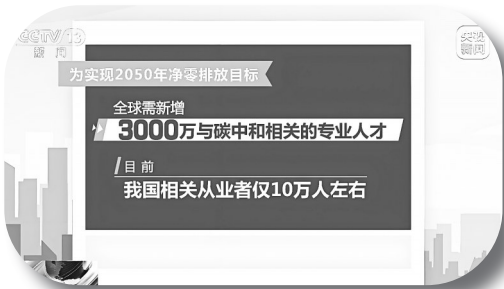 CCTV 13
新闻
央视
新闻
为实现2050年净零排放目标
全球需新增
3000万与碳中和相关的专业人才
目前
我国相关从业者仅10万人左右